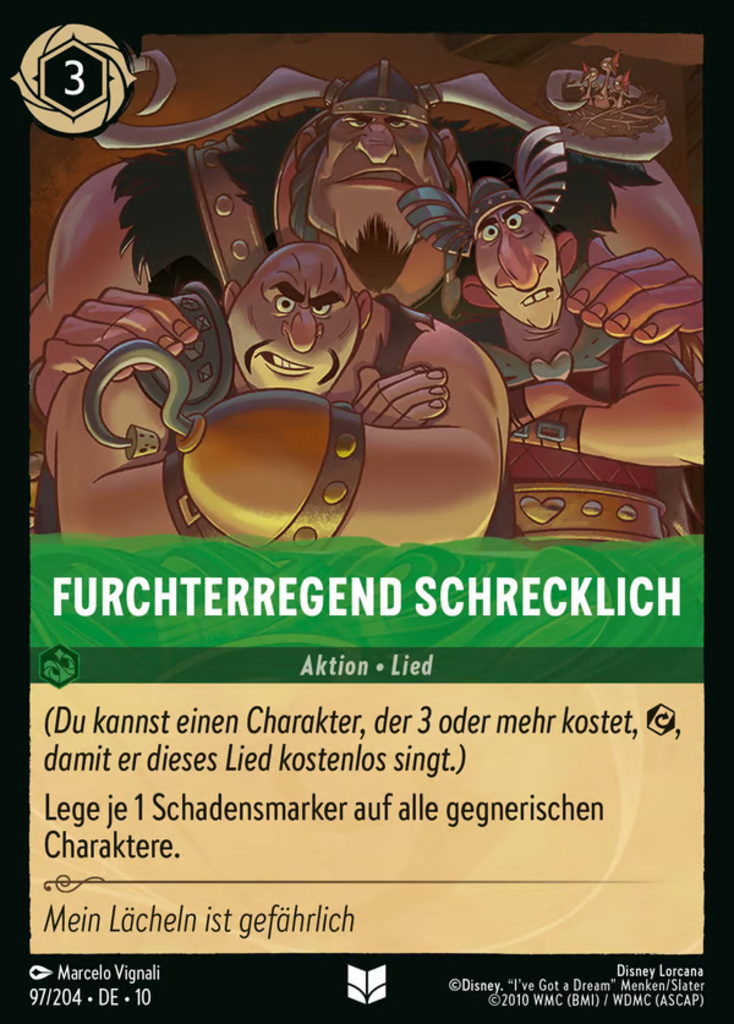 3
FURCHTERREGEND SCHRECKLICH
Aktion • Lied
(Du kannst einen Charakter, der 3 oder mehr kostet, ,
damit er dieses Lied kostenlos singt.)
Lege je 1 Schadensmarker auf alle gegnerischen
Charaktere.
Mein Lächeln ist gefährlich
Marcelo Vignali
97/204 • DE • 10
Disney Lorcana
©Disney. “I’ve Got a Dream” Menken/Slater
©2010 WMC (BMI) / WDMC (ASCAP)